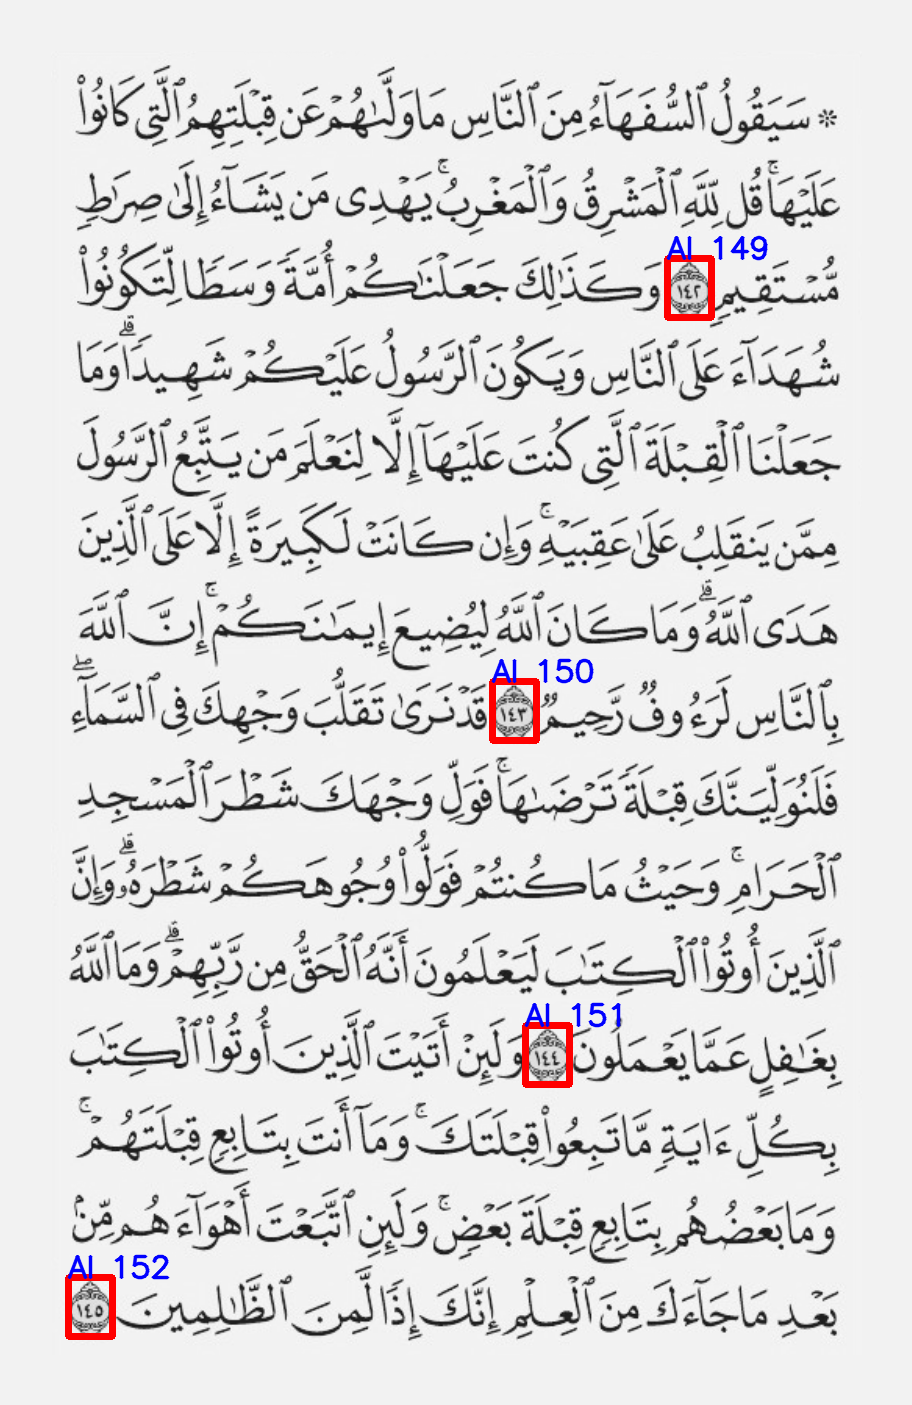 ۞ سَيَقُولُ ٱلسُّفَهَآءُ مِنَ ٱلنَّاسِ مَا وَلَّىٰهُمْ عَن قِبْلَتِهِمُ ٱلَّتِى كَانُوا۟
عَلَيْهَا ۚ قُل لِّلَّهِ ٱلْمَشْرِقُ وَٱلْمَغْرِبُ ۚ يَهْدِى مَن يَشَآءُ إِلَىٰ صِرَٰطٍ
AI 149
مُّسْتَقِيمٍ ١٤٢ وَكَذَٰلِكَ جَعَلْنَٰكُمْ أُمَّةً وَسَطًا لِّتَكُونُوا۟
شُهَدَآءَ عَلَى ٱلنَّاسِ وَيَكُونَ ٱلرَّسُولُ عَلَيْكُمْ شَهِيدًا ۗ وَمَا
جَعَلْنَا ٱلْقِبْلَةَ ٱلَّتِى كُنتَ عَلَيْهَآ إِلَّا لِنَعْلَمَ مَن يَتَّبِعُ ٱلرَّسُولَ
مِمَّن يَنقَلِبُ عَلَىٰ عَقِبَيْهِ ۚ وَإِن كَانَتْ لَكَبِيرَةً إِلَّا عَلَى ٱلَّذِينَ
هَدَى ٱللَّهُ ۗ وَمَا كَانَ ٱللَّهُ لِيُضِيعَ إِيمَٰنَكُمْ ۚ إِنَّ ٱللَّهَ
AI 150
بِٱلنَّاسِ لَرَءُوفٌ رَّحِيمٌ ١٤٣ قَدْ نَرَىٰ تَقَلُّبَ وَجْهِكَ فِى ٱلسَّمَآءِ ۖ
فَلَنُوَلِّيَنَّكَ قِبْلَةً تَرْضَىٰهَا ۚ فَوَلِّ وَجْهَكَ شَطْرَ ٱلْمَسْجِدِ
ٱلْحَرَامِ ۚ وَحَيْثُ مَا كُنتُمْ فَوَلُّوا۟ وُجُوهَكُمْ شَطْرَهُۥ ۗ وَإِنَّ
ٱلَّذِينَ أُوتُوا۟ ٱلْكِتَٰبَ لَيَعْلَمُونَ أَنَّهُ ٱلْحَقُّ مِن رَّبِّهِمْ ۗ وَمَا ٱللَّهُ
AI 151
بِغَٰفِلٍ عَمَّا يَعْمَلُونَ ١٤٤ وَلَئِنْ أَتَيْتَ ٱلَّذِينَ أُوتُوا۟ ٱلْكِتَٰبَ
بِكُلِّ ءَايَةٍ مَّا تَبِعُوا۟ قِبْلَتَكَ ۚ وَمَآ أَنتَ بِتَابِعٍ قِبْلَتَهُمْ ۚ
وَمَا بَعْضُهُم بِتَابِعٍ قِبْلَةَ بَعْضٍ ۚ وَلَئِنِ ٱتَّبَعْتَ أَهْوَآءَهُم مِّنۢ
AI 152
بَعْدِ مَا جَآءَكَ مِنَ ٱلْعِلْمِ إِنَّكَ إِذًا لَّمِنَ ٱلظَّٰلِمِينَ ١٤٥